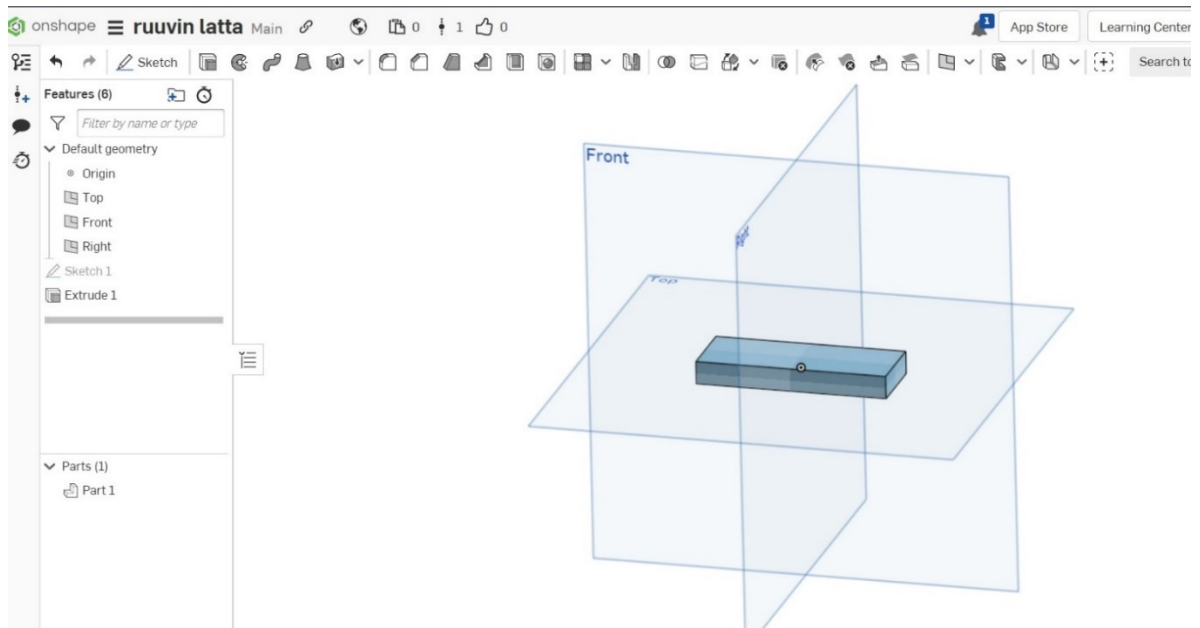 onshape ruuvin latta Main 0 1 0 1 App Store Learning Center
Sketch Search to
Features (6)
Filter by name or type
Default geometry
Origin
Top
Front
Right
Sketch 1
Extrude 1
Parts (1)
Part 1
Front
Top